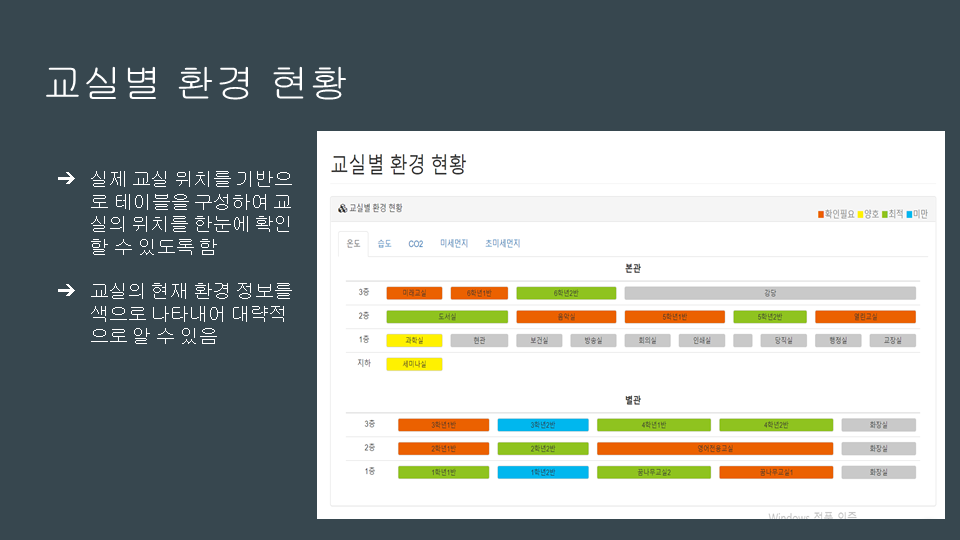 교실별 환경 현황
➔ 실제 교실 위치를 기반으
로 테이블을 구성하여 교
실의 위치를 한눈에 확인
할 수 있도록 함
➔ 교실의 현재 환경 정보를
색으로 나타내어 대략적
으로 알 수 있음
교실별 환경 현황
교실별 환경 현황
확인필요 양호 최적 미만
온도 습도 CO2 미세먼지 초미세먼지
본관
3층 미래교실 6학년1반 6학년2반 강당
2층 도서실 음악실 5학년1반 5학년2반
1층 과학실 현관 보건실 방송실 회의실 인쇄실 당직실 행정실 교장실
지하 세미나실
별관
3층 3학년1반 3학년2반 4학년1반 4학년2반 화장실
2층 2학년1반 2학년2반 영어전용교실 화장실
1층 1학년1반 1학년2반 꿈나무교실2 꿈나무교실1 화장실
Windows 정품 인증